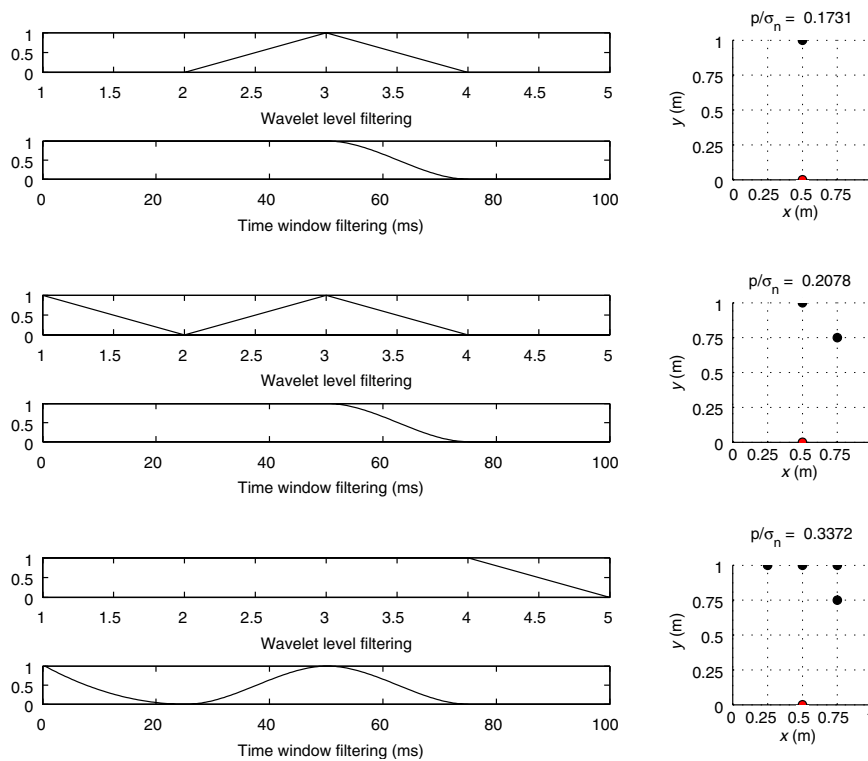 p/σn = 0.1731
1
0.5
0
1 1.5 2 2.5 3 3.5 4 4.5 5
Wavelet level filtering
1
0.5
0
0 20 40 60 80 100
Time window filtering (ms)
1
0.75
0.5
0.25
0
y (m)
0 0.25 0.5 0.75
x (m)
p/σn = 0.2078
1
0.5
0
1 1.5 2 2.5 3 3.5 4 4.5 5
Wavelet level filtering
1
0.5
0
0 20 40 60 80 100
Time window filtering (ms)
1
0.75
0.5
0.25
0
y (m)
0 0.25 0.5 0.75
x (m)
p/σn = 0.3372
1
0.5
0
1 1.5 2 2.5 3 3.5 4 4.5 5
Wavelet level filtering
1
0.5
0
0 20 40 60 80 100
Time window filtering (ms)
1
0.75
0.5
0.25
0
y (m)
0 0.25 0.5 0.75
x (m)